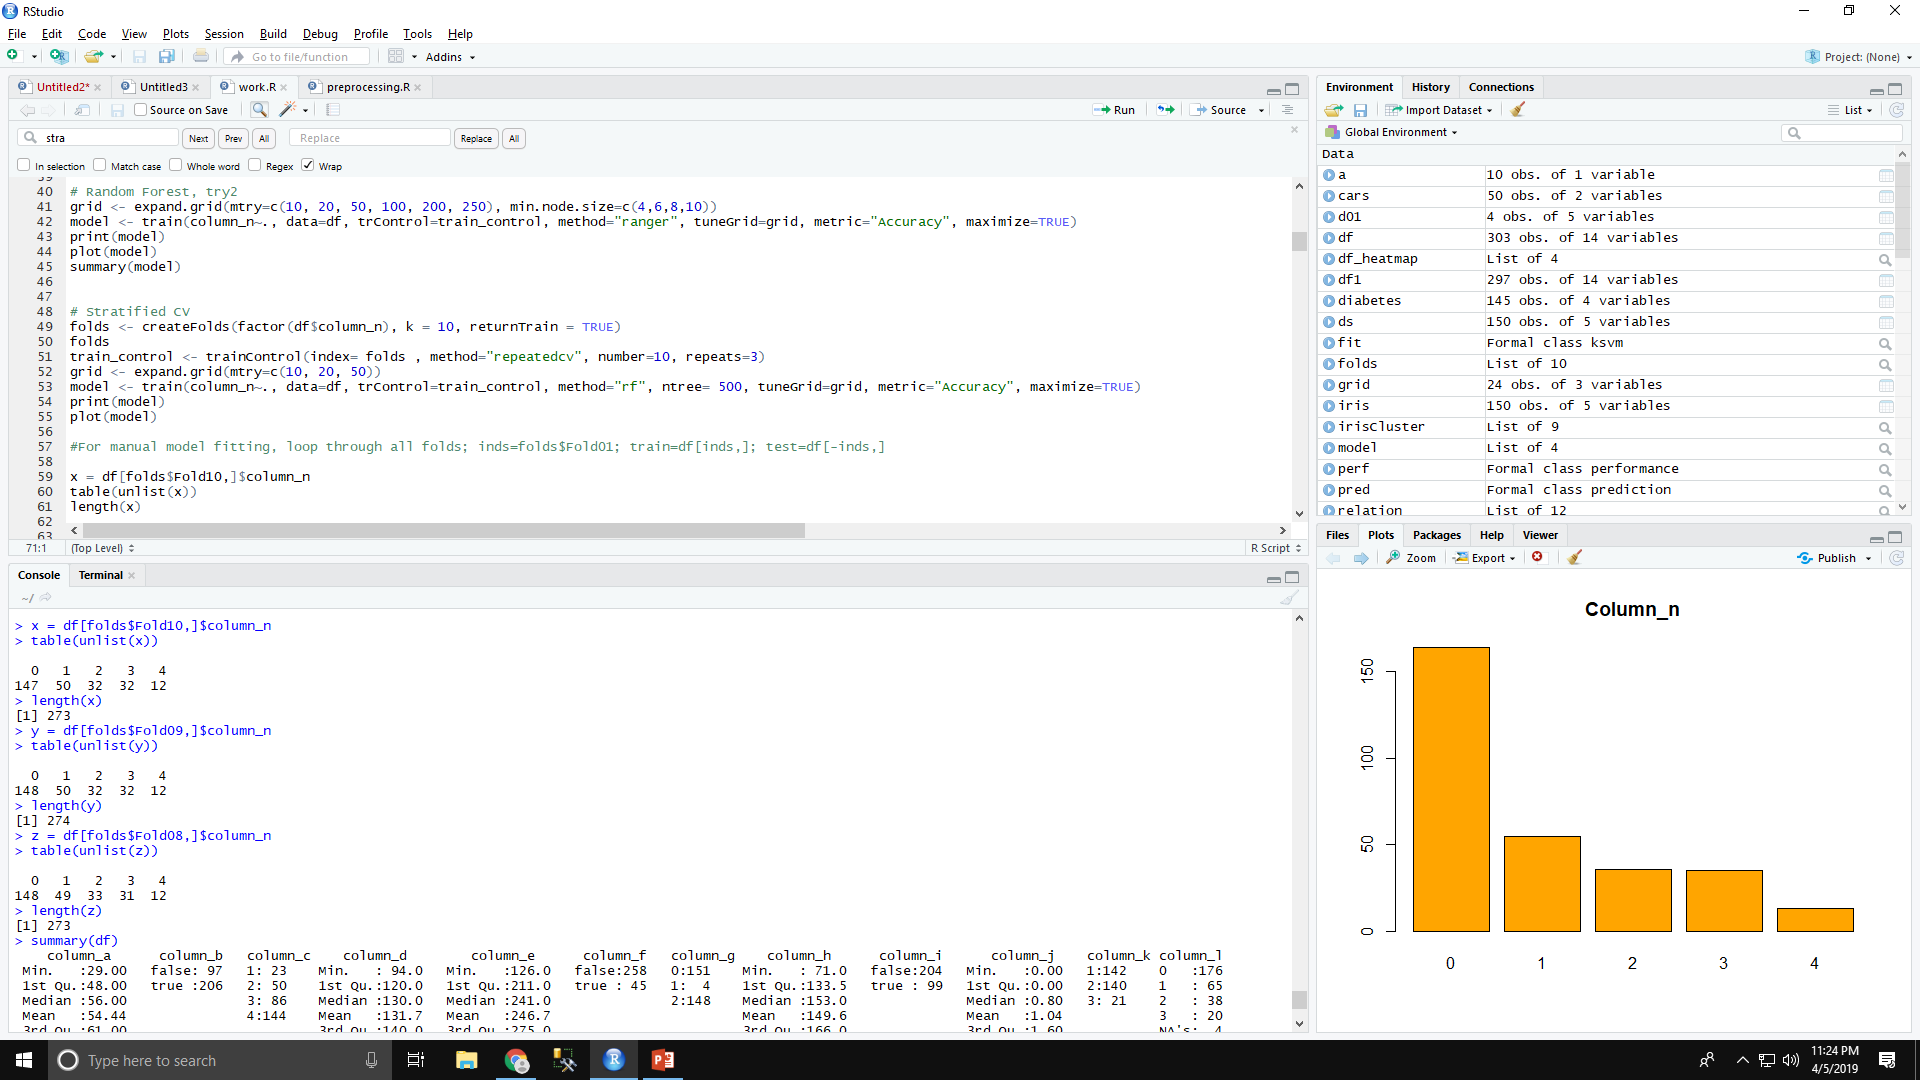 RStudio
File Edit Code View Plots Session Build Debug Profile Tools Help
Go to file/function Addins Project: (None)
Untitled2* Untitled3 work.R preprocessing.R
Source on Save Run Source
stra Next Prev All Replace Replace All
In selection Match case Whole word Regex Wrap
39
40 # Random Forest, try2
41 grid <- expand.grid(mtry=c(10, 20, 50, 100, 200, 250), min.node.size=c(4,6,8,10))
42 model <- train(column_n~., data=df, trControl=train_control, method="ranger", tuneGrid=grid, metric="Accuracy", maximize=TRUE)
43 print(model)
44 plot(model)
45 summary(model)
46
47
48 # Stratified CV
49 folds <- createFolds(factor(df$column_n), k = 10, returnTrain = TRUE)
50 folds
51 train_control <- trainControl(index= folds , method="repeatedcv", number=10, repeats=3)
52 grid <- expand.grid(mtry=c(10, 20, 50))
53 model <- train(column_n~., data=df, trControl=train_control, method="rf", ntree= 500, tuneGrid=grid, metric="Accuracy", maximize=TRUE)
54 print(model)
55 plot(model)
56
57 #For manual model fitting, loop through all folds; inds=folds$Fold01; train=df[inds,]; test=df[-inds,]
58
59 x = df[folds$Fold10,]$column_n
60 table(unlist(x))
61 length(x)
62
63
71:1 (Top Level) R Script
Console Terminal
~/
> x = df[folds$Fold10,]$column_n
> table(unlist(x))
0 1 2 3 4
147 50 32 32 12
> length(x)
[1] 273
> y = df[folds$Fold09,]$column_n
> table(unlist(y))
0 1 2 3 4
148 50 32 32 12
> length(y)
[1] 274
> z = df[folds$Fold08,]$column_n
> table(unlist(z))
0 1 2 3 4
148 49 33 31 12
> length(z)
[1] 273
> summary(df)
column_a column_b column_c column_d column_e column_f column_g column_h column_i column_j column_k column_l
Min. :29.00 false: 97 1: 23 Min. : 94.0 Min. :126.0 false:258 0:151 Min. : 71.0 false:204 Min. :0.00 1:142 0 :176
1st Qu.:48.00 true :206 2: 50 1st Qu.:120.0 1st Qu.:211.0 true : 45 1: 4 1st Qu.:133.5 true : 99 1st Qu.:0.00 2:140 1 : 65
Median :56.00 3: 86 Median :130.0 Median :241.0 2:148 Median :153.0 Median :0.80 3: 21 2 : 38
Mean :54.44 4:144 Mean :131.7 Mean :246.7 Mean :149.6 Mean :1.04 3 : 20
3rd Qu.:61.00 3rd Qu.:140.0 3rd Qu.:275.0 3rd Qu.:166.0 3rd Qu.:1.60 NA's: 4
Environment History Connections
Import Dataset List
Global Environment
Data
a 10 obs. of 1 variable
cars 50 obs. of 2 variables
d01 4 obs. of 5 variables
df 303 obs. of 14 variables
df_heatmap List of 4
df1 297 obs. of 14 variables
diabetes 145 obs. of 4 variables
ds 150 obs. of 5 variables
fit Formal class ksvm
folds List of 10
grid 24 obs. of 3 variables
iris 150 obs. of 5 variables
irisCluster List of 9
model List of 4
perf Formal class performance
pred Formal class prediction
relation List of 12
Files Plots Packages Help Viewer
Zoom Export Publish
Column_n
150
100
50
0
0 1 2 3 4
Type here to search
11:24 PM
4/5/2019